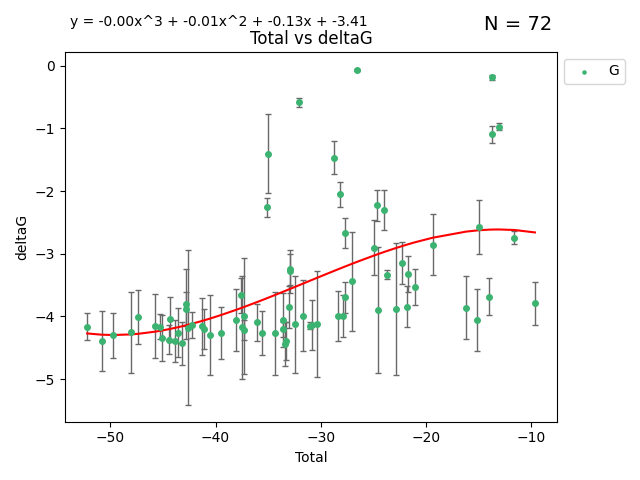 y = -0.00x^3 + -0.01x^2 + -0.13x + -3.41
N = 72
Total vs deltaG
G
0
−1
−2
−3
−4
−5
deltaG
−50 −40 −30 −20 −10
Total